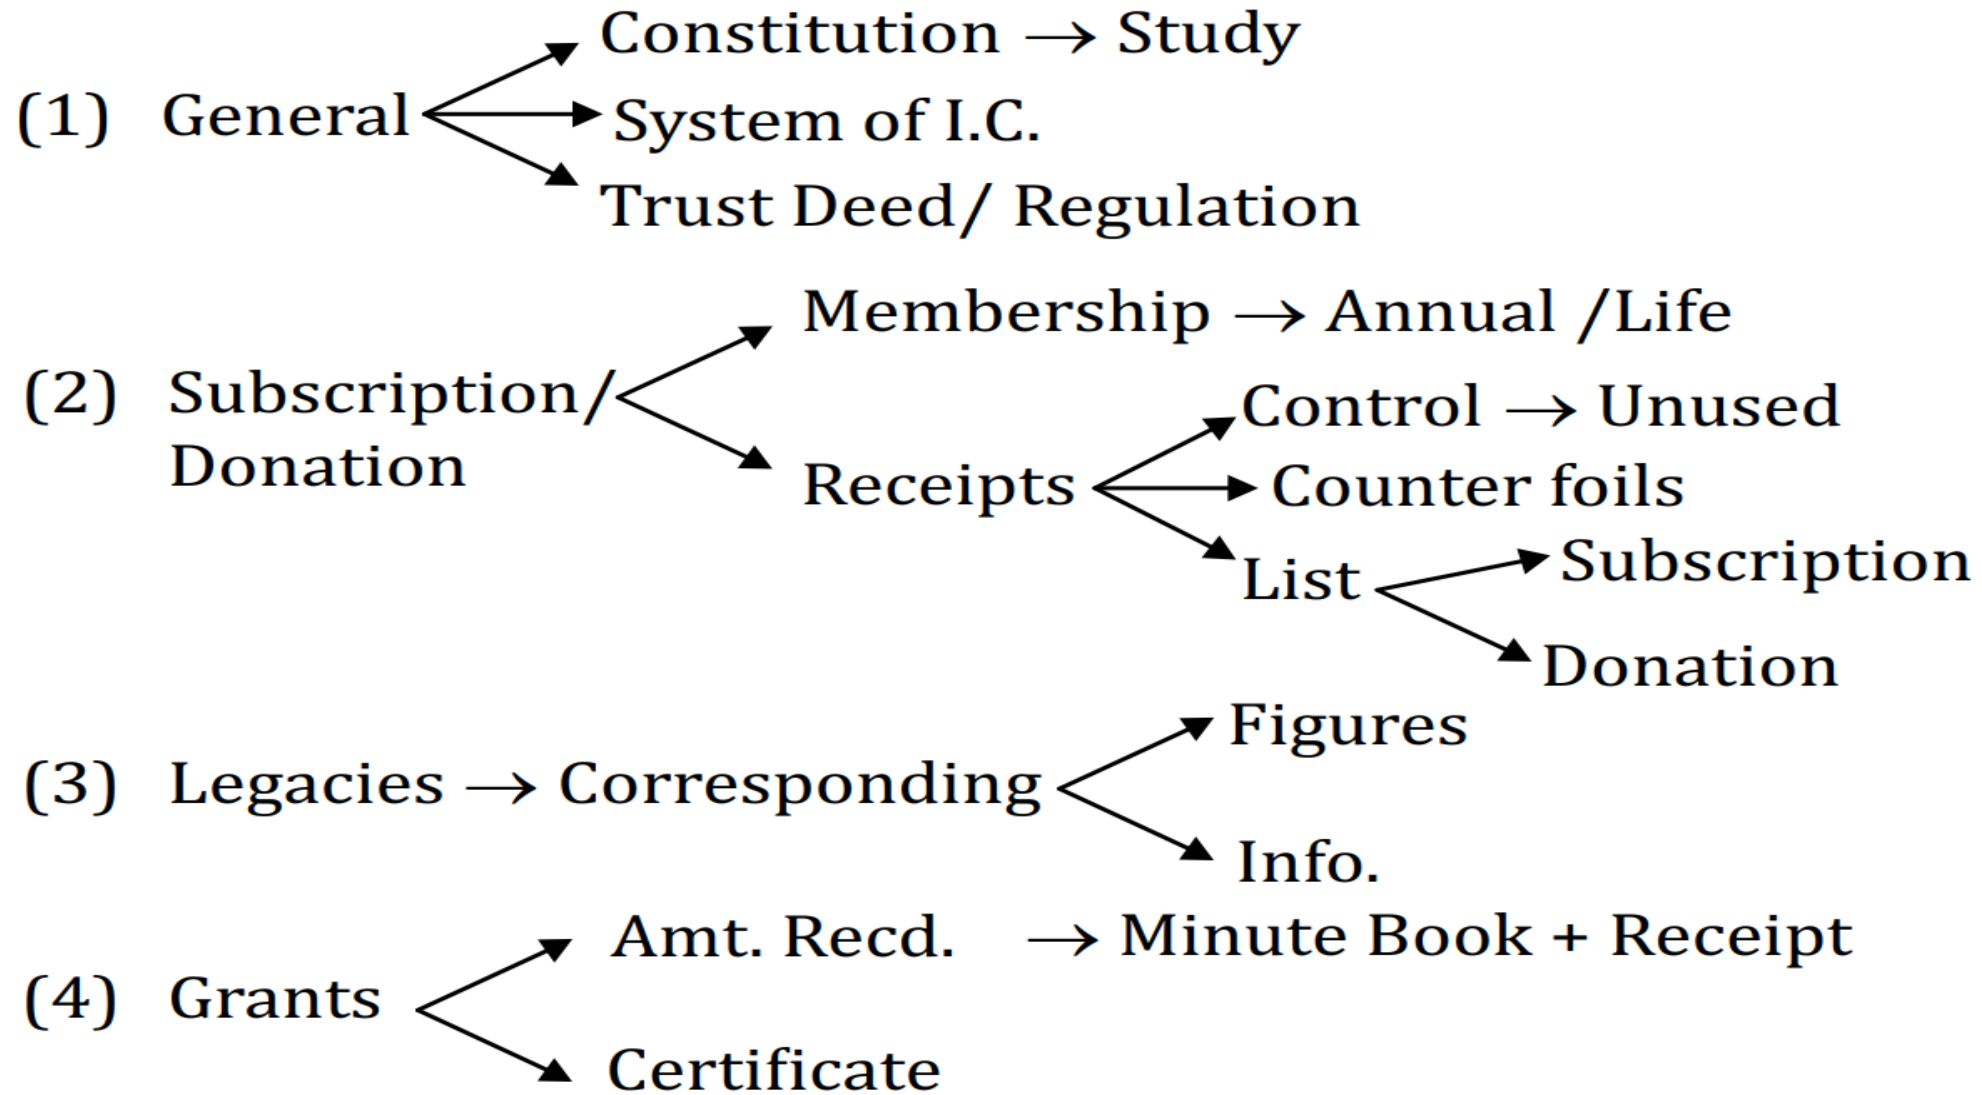 Constitution → Study
(1) General
System of I.C.
Trust Deed/ Regulation
Membership → Annual /Life
(2) Subscription/
Donation
Control → Unused
Receipts
Counter foils
List
Subscription
Donation
Figures
(3) Legacies → Corresponding
Info.
Amt. Recd. → Minute Book + Receipt
(4) Grants
Certificate